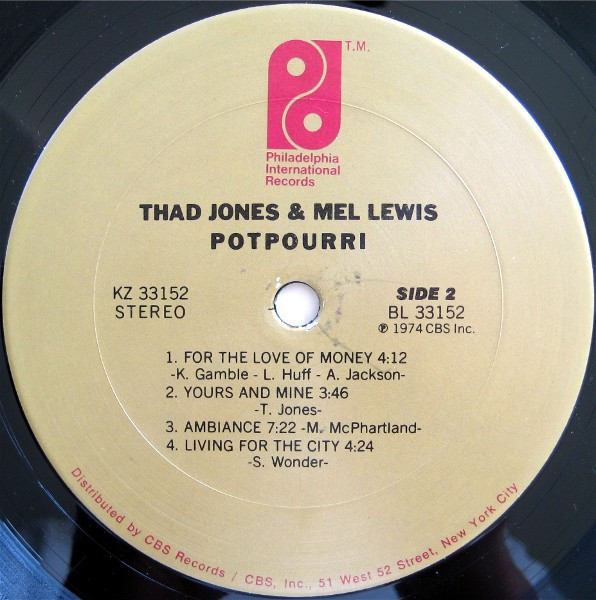 T.M.
Philadelphia
International
Records
THAD JONES & MEL LEWIS
POTPOURRI
KZ 33152
STEREO
SIDE 2
BL 33152
℗ 1974 CBS Inc.
1. FOR THE LOVE OF MONEY 4:12
-K. Gamble - L. Huff - A. Jackson-
2. YOURS AND MINE 3:46
-T. Jones-
3. AMBIANCE 7:22 -M. McPhartland-
4. LIVING FOR THE CITY 4:24
-S. Wonder-
Distributed by CBS Records / CBS, Inc., 51 West 52 Street, New York City